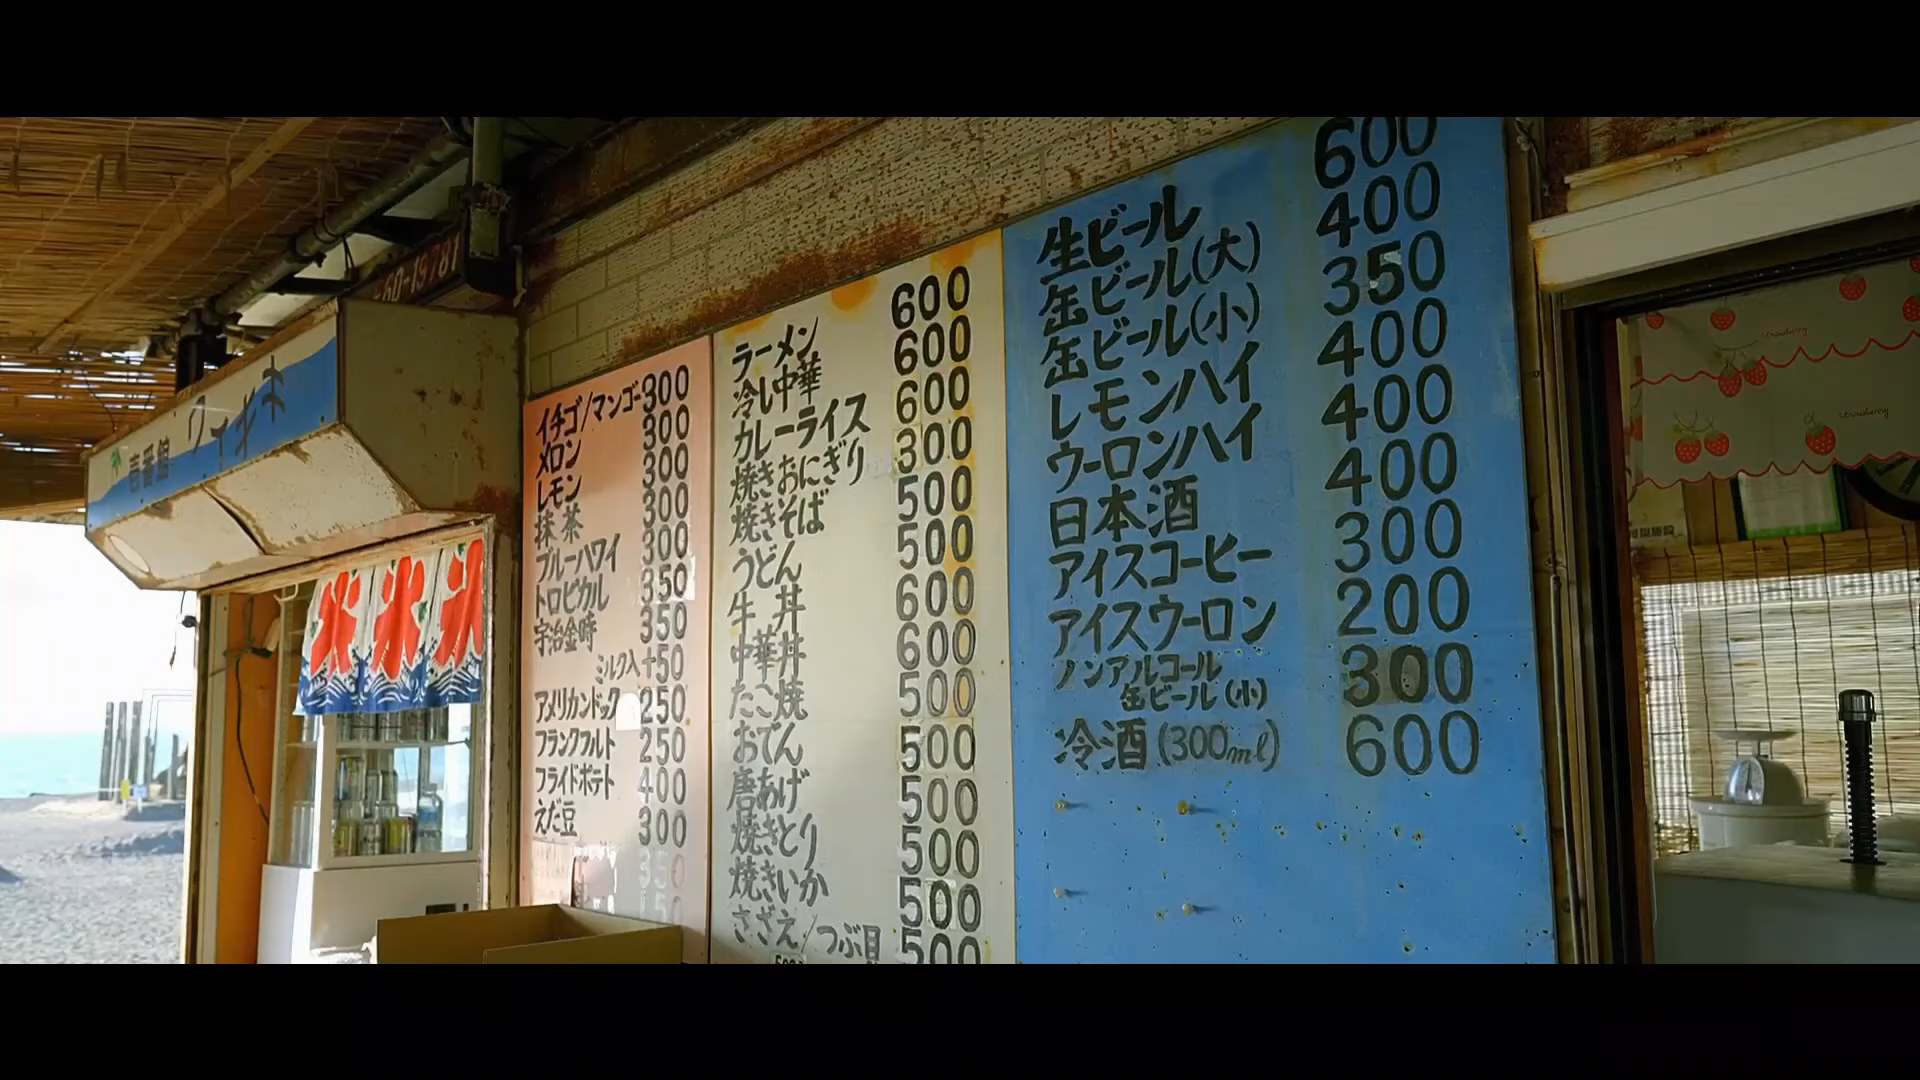 60-19781
壱番館 ワイキキ
氷 氷 氷
イチゴ/マンゴー 300
メロン 300
レモン 300
抹茶 300
ブルーハワイ 300
トロピカル 350
宇治金時 350
ミルク入 +50
アメリカンドック 250
フランクフルト 250
フライドポテト 400
えだ豆 300
350
ラーメン 600
冷し中華 600
カレーライス 600
焼きおにぎり 300
焼きそば 500
うどん 500
牛丼 600
中華丼 600
たこ焼 500
おでん 500
唐あげ 500
焼きとり 500
焼きいか 500
さざえ/つぶ貝 500
生ビール 600
缶ビール(大) 400
缶ビール(小) 350
レモンハイ 400
ウーロンハイ 400
日本酒 400
アイスコーヒー 300
アイスウーロン 200
ノンアルコール
缶ビール(小) 300
冷酒(300ml) 600
strawberry
strawberry